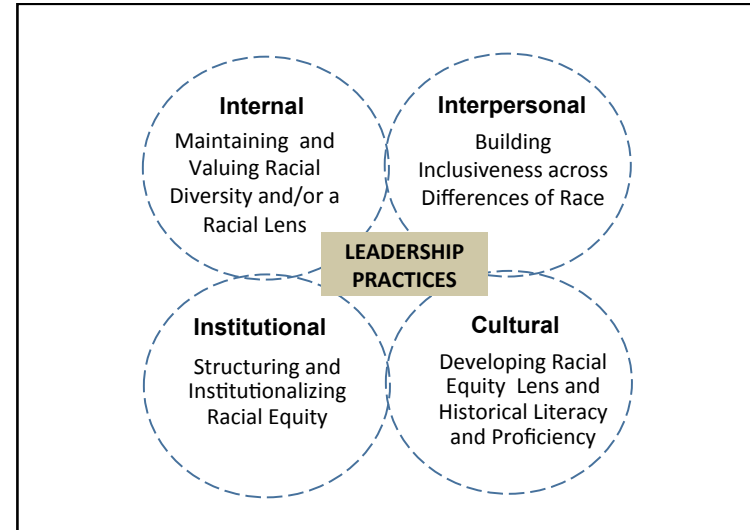 Internal
Maintaining and
Valuing Racial
Diversity and/or a
Racial Lens
Interpersonal
Building
Inclusiveness across
Differences of Race
LEADERSHIP
PRACTICES
Institutional
Structuring and
Institutionalizing
Racial Equity
Cultural
Developing Racial
Equity Lens and
Historical Literacy
and Proficiency